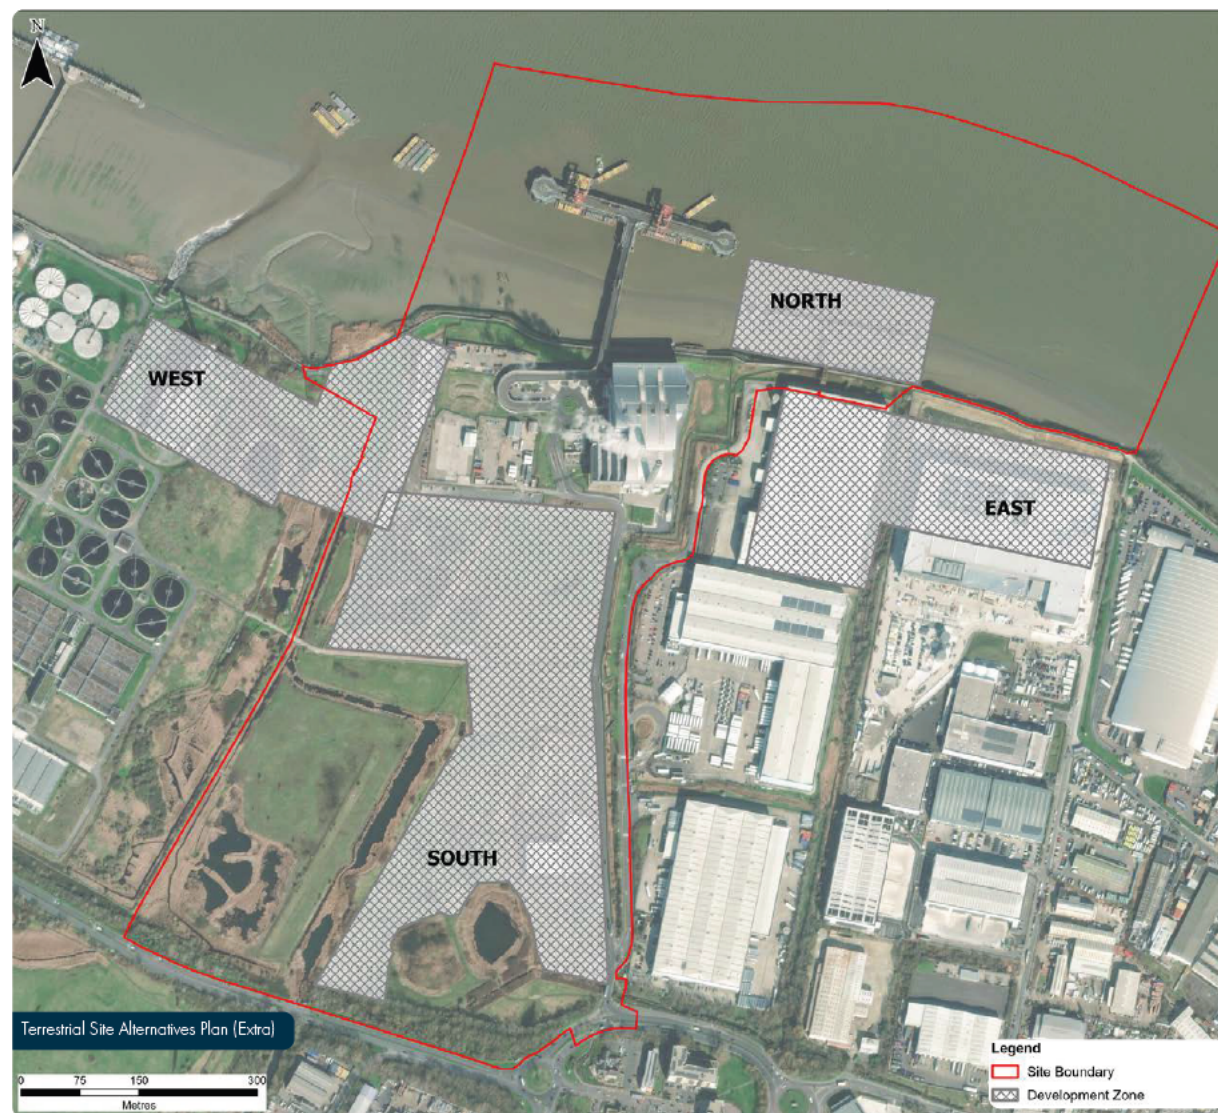 N
NORTH
WEST
EAST
SOUTH
Terrestrial Site Alternatives Plan (Extra)
0 75 150 300
Metres
Legend
Site Boundary
Development Zone